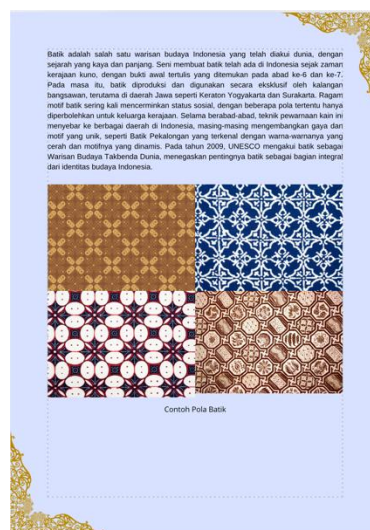 Batik adalah salah satu warisan budaya Indonesia yang telah diakui dunia, dengan
sejarah yang kaya dan panjang. Seni membuat batik telah ada di Indonesia sejak zaman
kerajaan kuno, dengan bukti awal tertulis yang ditemukan pada abad ke-6 dan ke-7.
Pada masa itu, batik diproduksi dan digunakan secara eksklusif oleh kalangan
bangsawan, terutama di daerah Jawa seperti Keraton Yogyakarta dan Surakarta. Ragam
motif batik sering kali mencerminkan status sosial, dengan beberapa pola tertentu hanya
diperbolehkan untuk keluarga kerajaan. Selama berabad-abad, teknik pewarnaan kain ini
menyebar ke berbagai daerah di Indonesia, masing-masing mengembangkan gaya dan
motif yang unik, seperti Batik Pekalongan yang terkenal dengan warna-warnanya yang
cerah dan motifnya yang dinamis. Pada tahun 2009, UNESCO mengakui batik sebagai
Warisan Budaya Takbenda Dunia, menegaskan pentingnya batik sebagai bagian integral
dari identitas budaya Indonesia.
Contoh Pola Batik